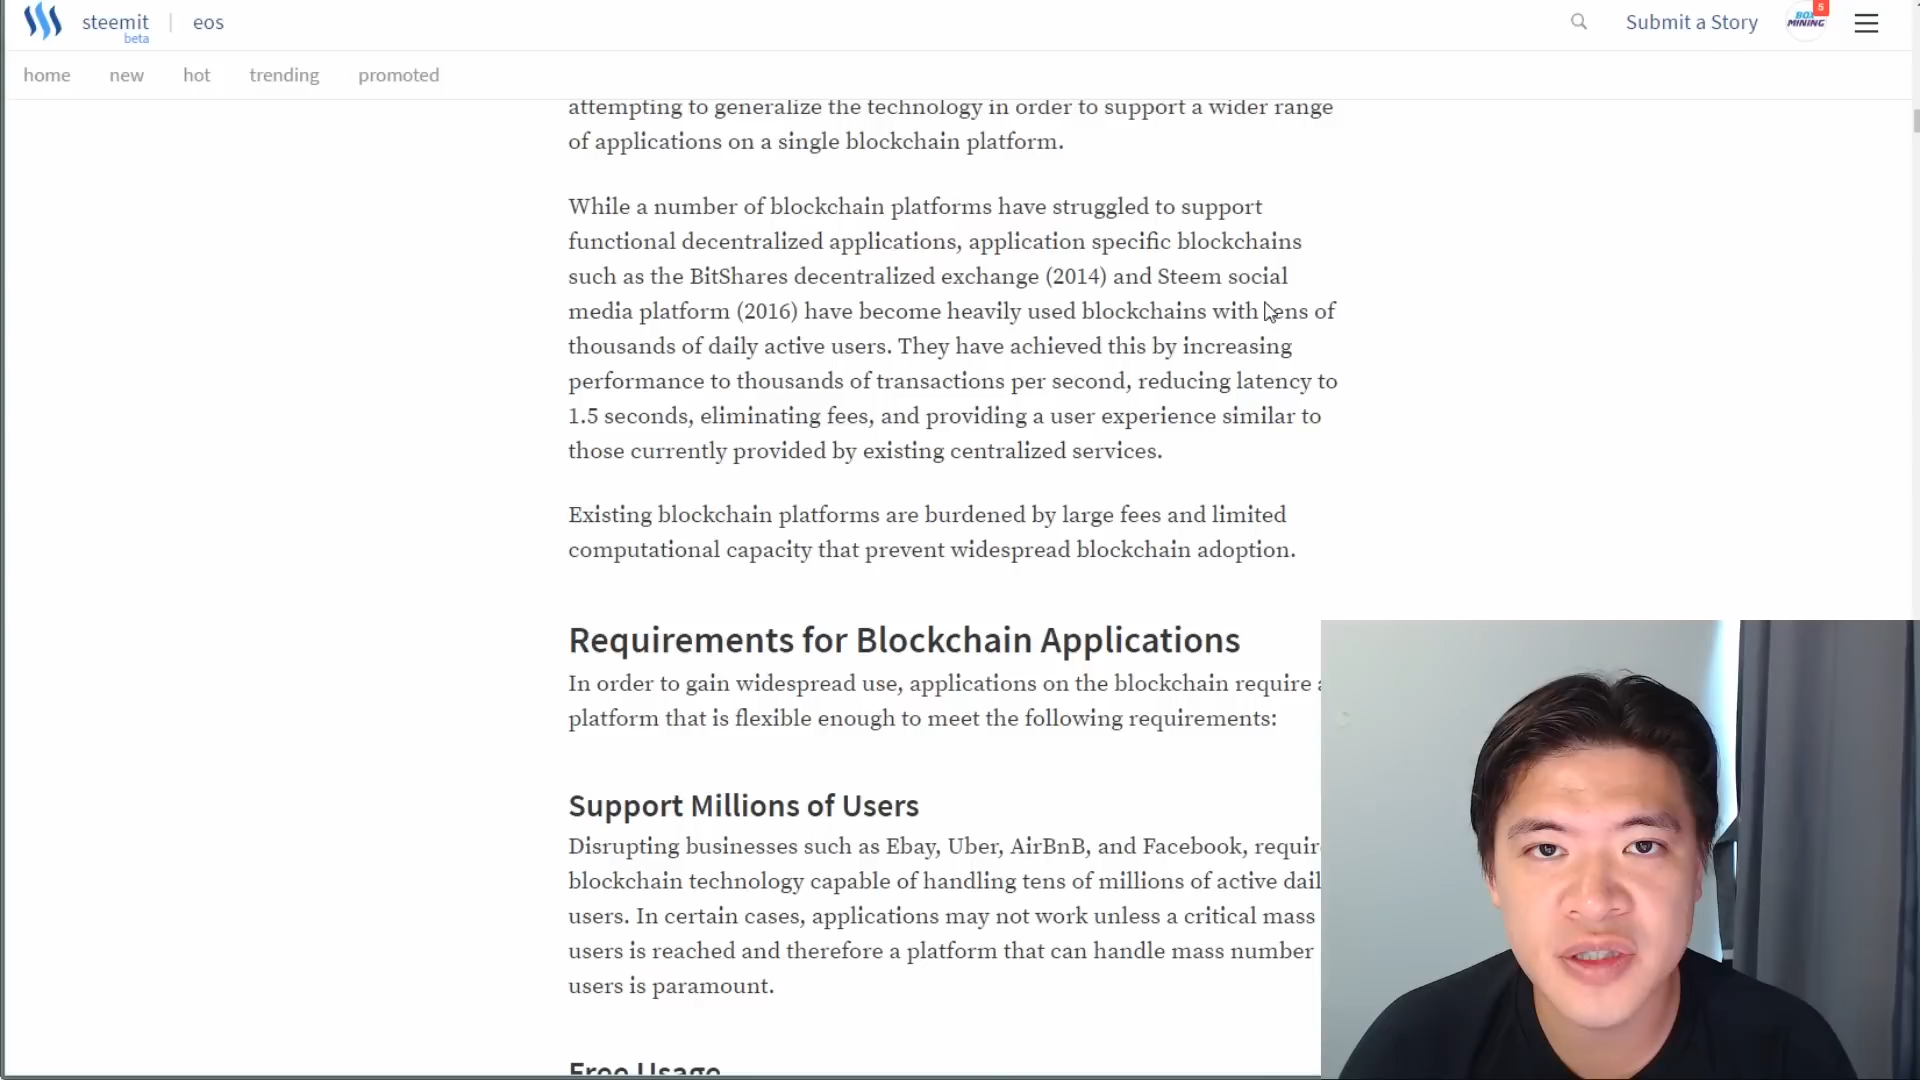 steemit
beta
eos
Submit a Story
BOX
MINING
5
home new hot trending promoted
attempting to generalize the technology in order to support a wider range
of applications on a single blockchain platform.
While a number of blockchain platforms have struggled to support
functional decentralized applications, application specific blockchains
such as the BitShares decentralized exchange (2014) and Steem social
media platform (2016) have become heavily used blockchains with tens of
thousands of daily active users. They have achieved this by increasing
performance to thousands of transactions per second, reducing latency to
1.5 seconds, eliminating fees, and providing a user experience similar to
those currently provided by existing centralized services.
Existing blockchain platforms are burdened by large fees and limited
computational capacity that prevent widespread blockchain adoption.
Requirements for Blockchain Applications
In order to gain widespread use, applications on the blockchain require a
platform that is flexible enough to meet the following requirements:
Support Millions of Users
Disrupting businesses such as Ebay, Uber, AirBnB, and Facebook, requir
blockchain technology capable of handling tens of millions of active dail
users. In certain cases, applications may not work unless a critical mass
users is reached and therefore a platform that can handle mass number
users is paramount.
Free Usage